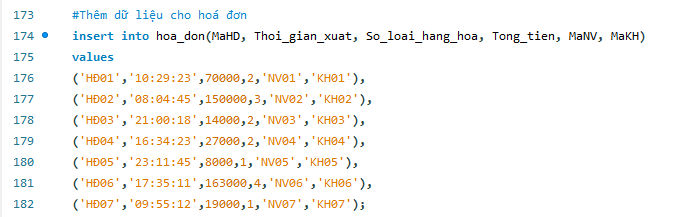 173 #Thêm dữ liệu cho hoá đơn
174 insert into hoa_don(MaHD, Thoi_gian_xuat, So_loai_hang_hoa, Tong_tien, MaNV, MaKH)
175 values
176 ('HĐ01','10:29:23',70000,2,'NV01','KH01'),
177 ('HĐ02','08:04:45',150000,3,'NV02','KH02'),
178 ('HĐ03','21:00:18',14000,2,'NV03','KH03'),
179 ('HĐ04','16:34:23',27000,2,'NV04','KH04'),
180 ('HĐ05','23:11:45',8000,1,'NV05','KH05'),
181 ('HĐ06','17:35:11',163000,4,'NV06','KH06'),
182 ('HĐ07','09:55:12',19000,1,'NV07','KH07');